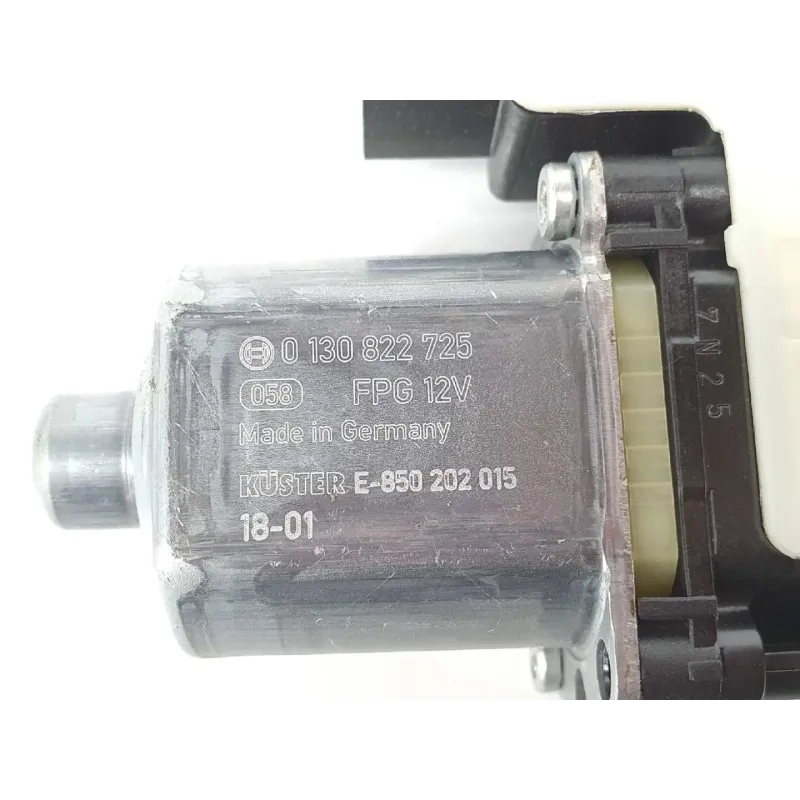 0 130 822 725
058 FPG 12V
Made in Germany
KÜSTER E-850 202 015
18-01
7N25